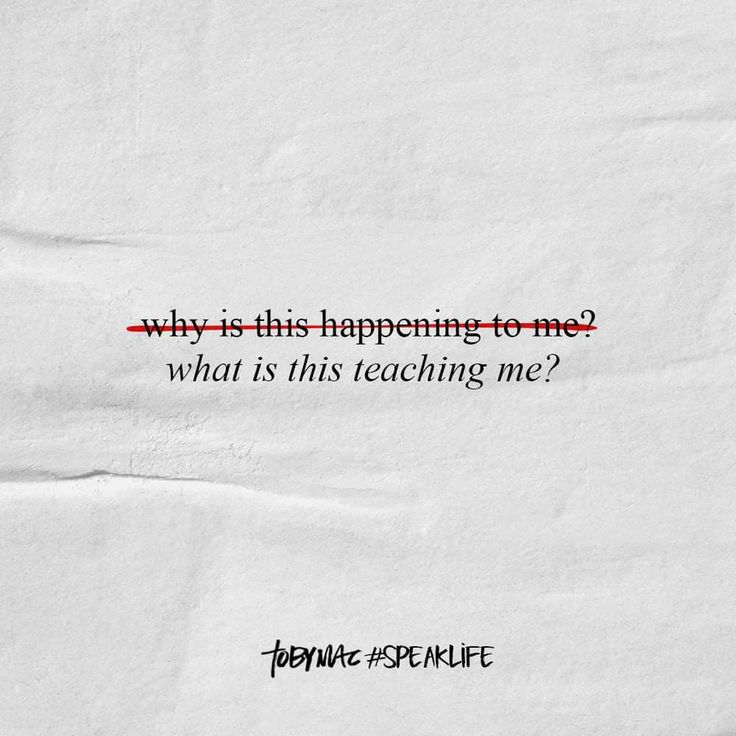 why is this happening to me?
what is this teaching me?
TOBYMAC #SPEAKLIFE